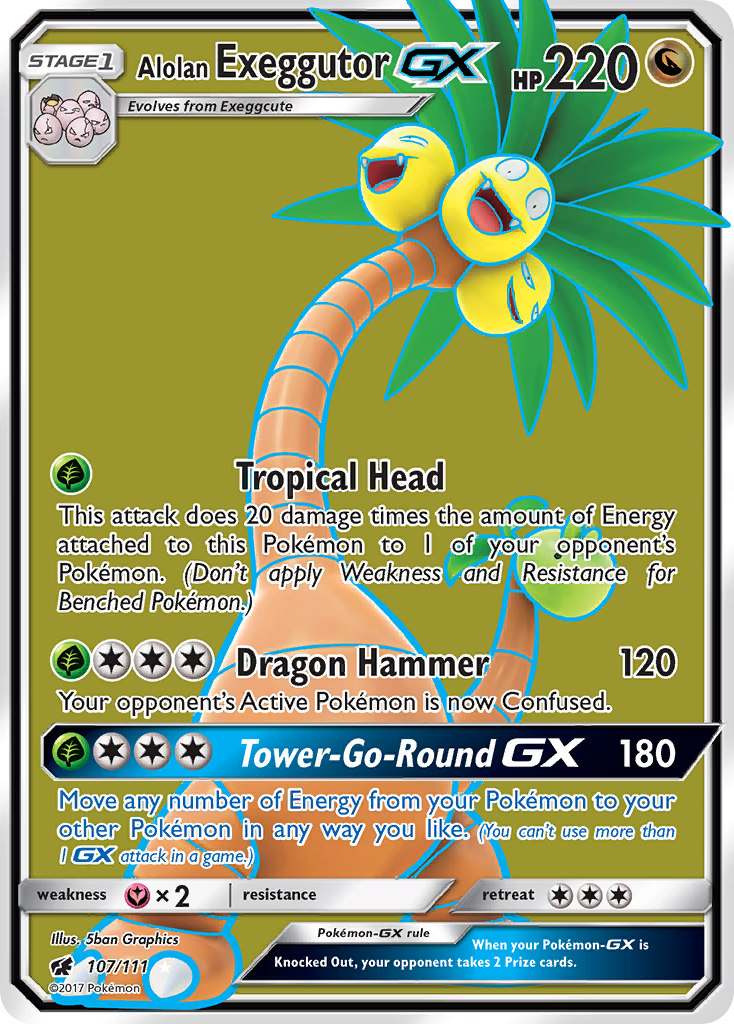 STAGE1
Alolan Exeggutor GX HP220
Evolves from Exeggcute
Tropical Head
This attack does 20 damage times the amount of Energy
attached to this Pokémon to 1 of your opponent's
Pokémon. (Don't apply Weakness and Resistance for
Benched Pokémon.)
Dragon Hammer 120
Your opponent's Active Pokémon is now Confused.
Tower-Go-Round GX 180
Move any number of Energy from your Pokémon to your
other Pokémon in any way you like. (You can't use more than
1 GX attack in a game.)
weakness ×2 resistance retreat
Illus. 5ban Graphics
107/111
©2017 Pokémon
Pokémon-GX rule
When your Pokémon-GX is
Knocked Out, your opponent takes 2 Prize cards.